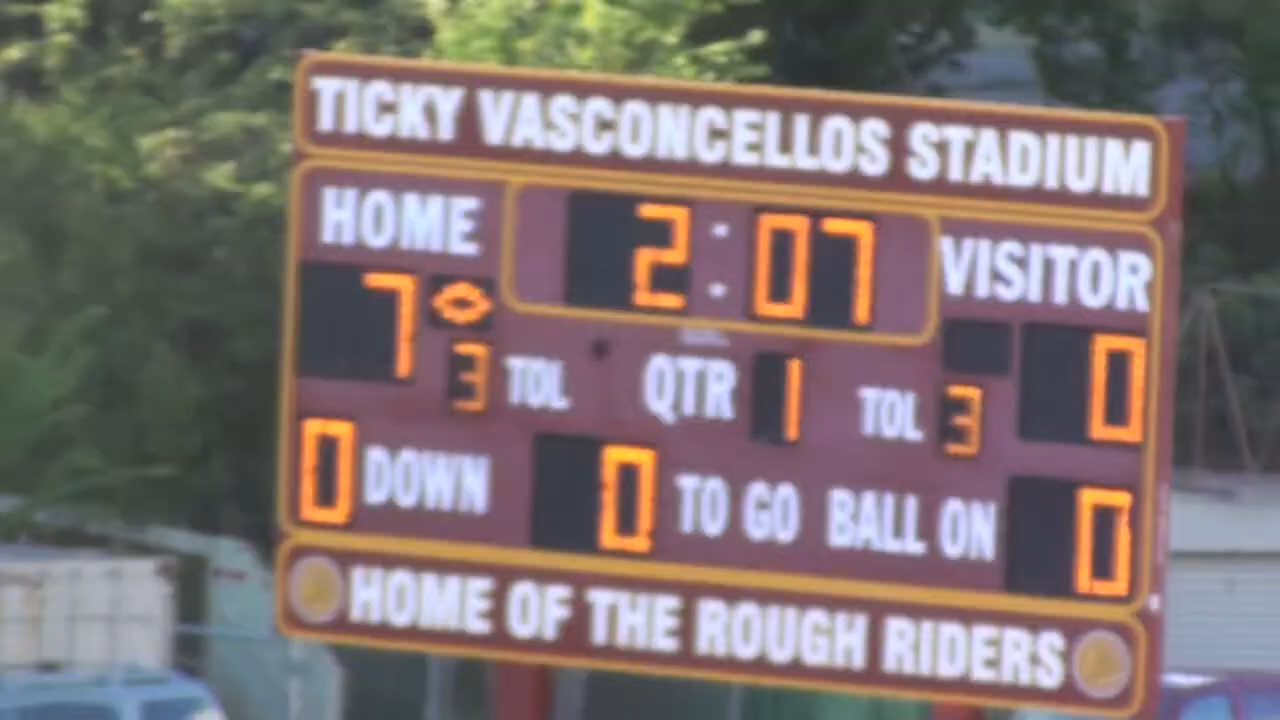 TICKY VASCONCELLOS STADIUM
HOME 2:07 VISITOR
7 0
3 TOL QTR 1 TOL 3
0 DOWN 0 TO GO BALL ON 0
HOME OF THE ROUGH RIDERS